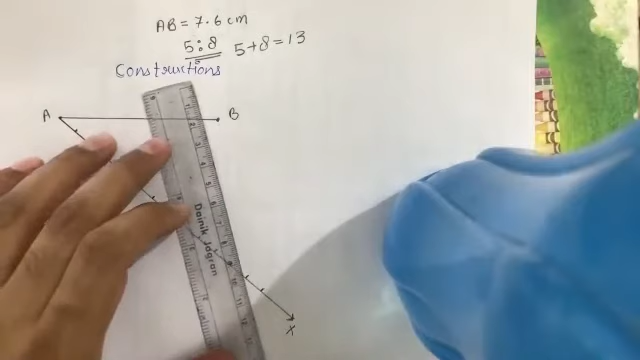 AB = 7.6 cm
5:8 5+8=13
Constructions
A B
Dainik Jagran
X